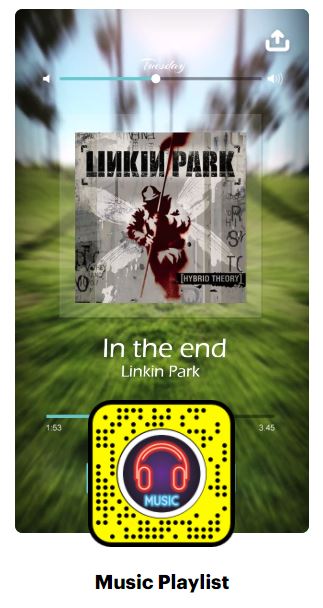 Tuesday
LINKIN PARK
[HYBRID THEORY]
In the end
Linkin Park
1:53
3.45
MUSIC
Music Playlist